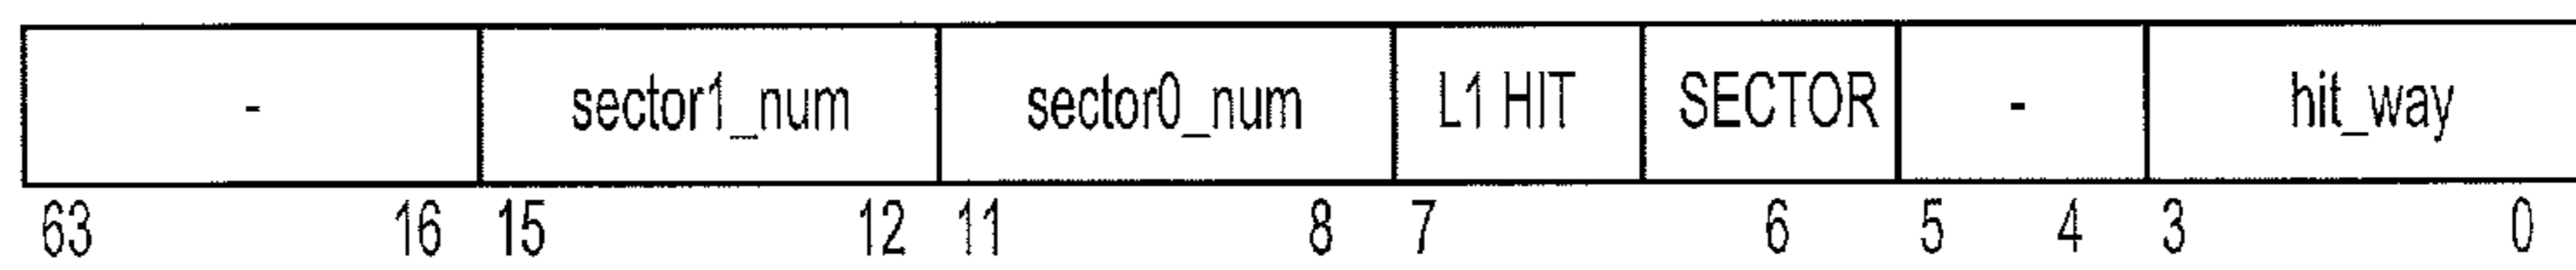 - sector1_num sector0_num L1 HIT SECTOR - hit_way
63 16 15 12 11 8 7 6 5 4 3 0